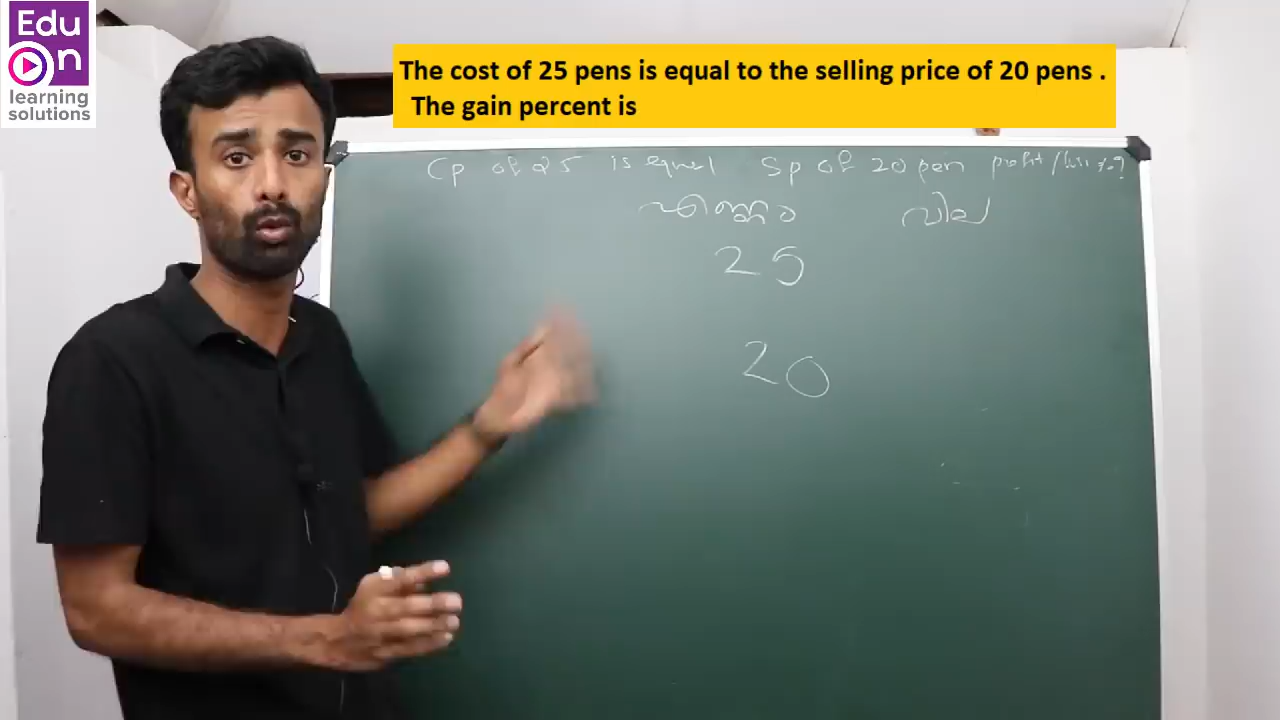 Edu
On
learning
solutions
The cost of 25 pens is equal to the selling price of 20 pens .
The gain percent is
Cp of 25 is equal Sp of 20 pen profit/loss %?
എണ്ണം വില
25
20